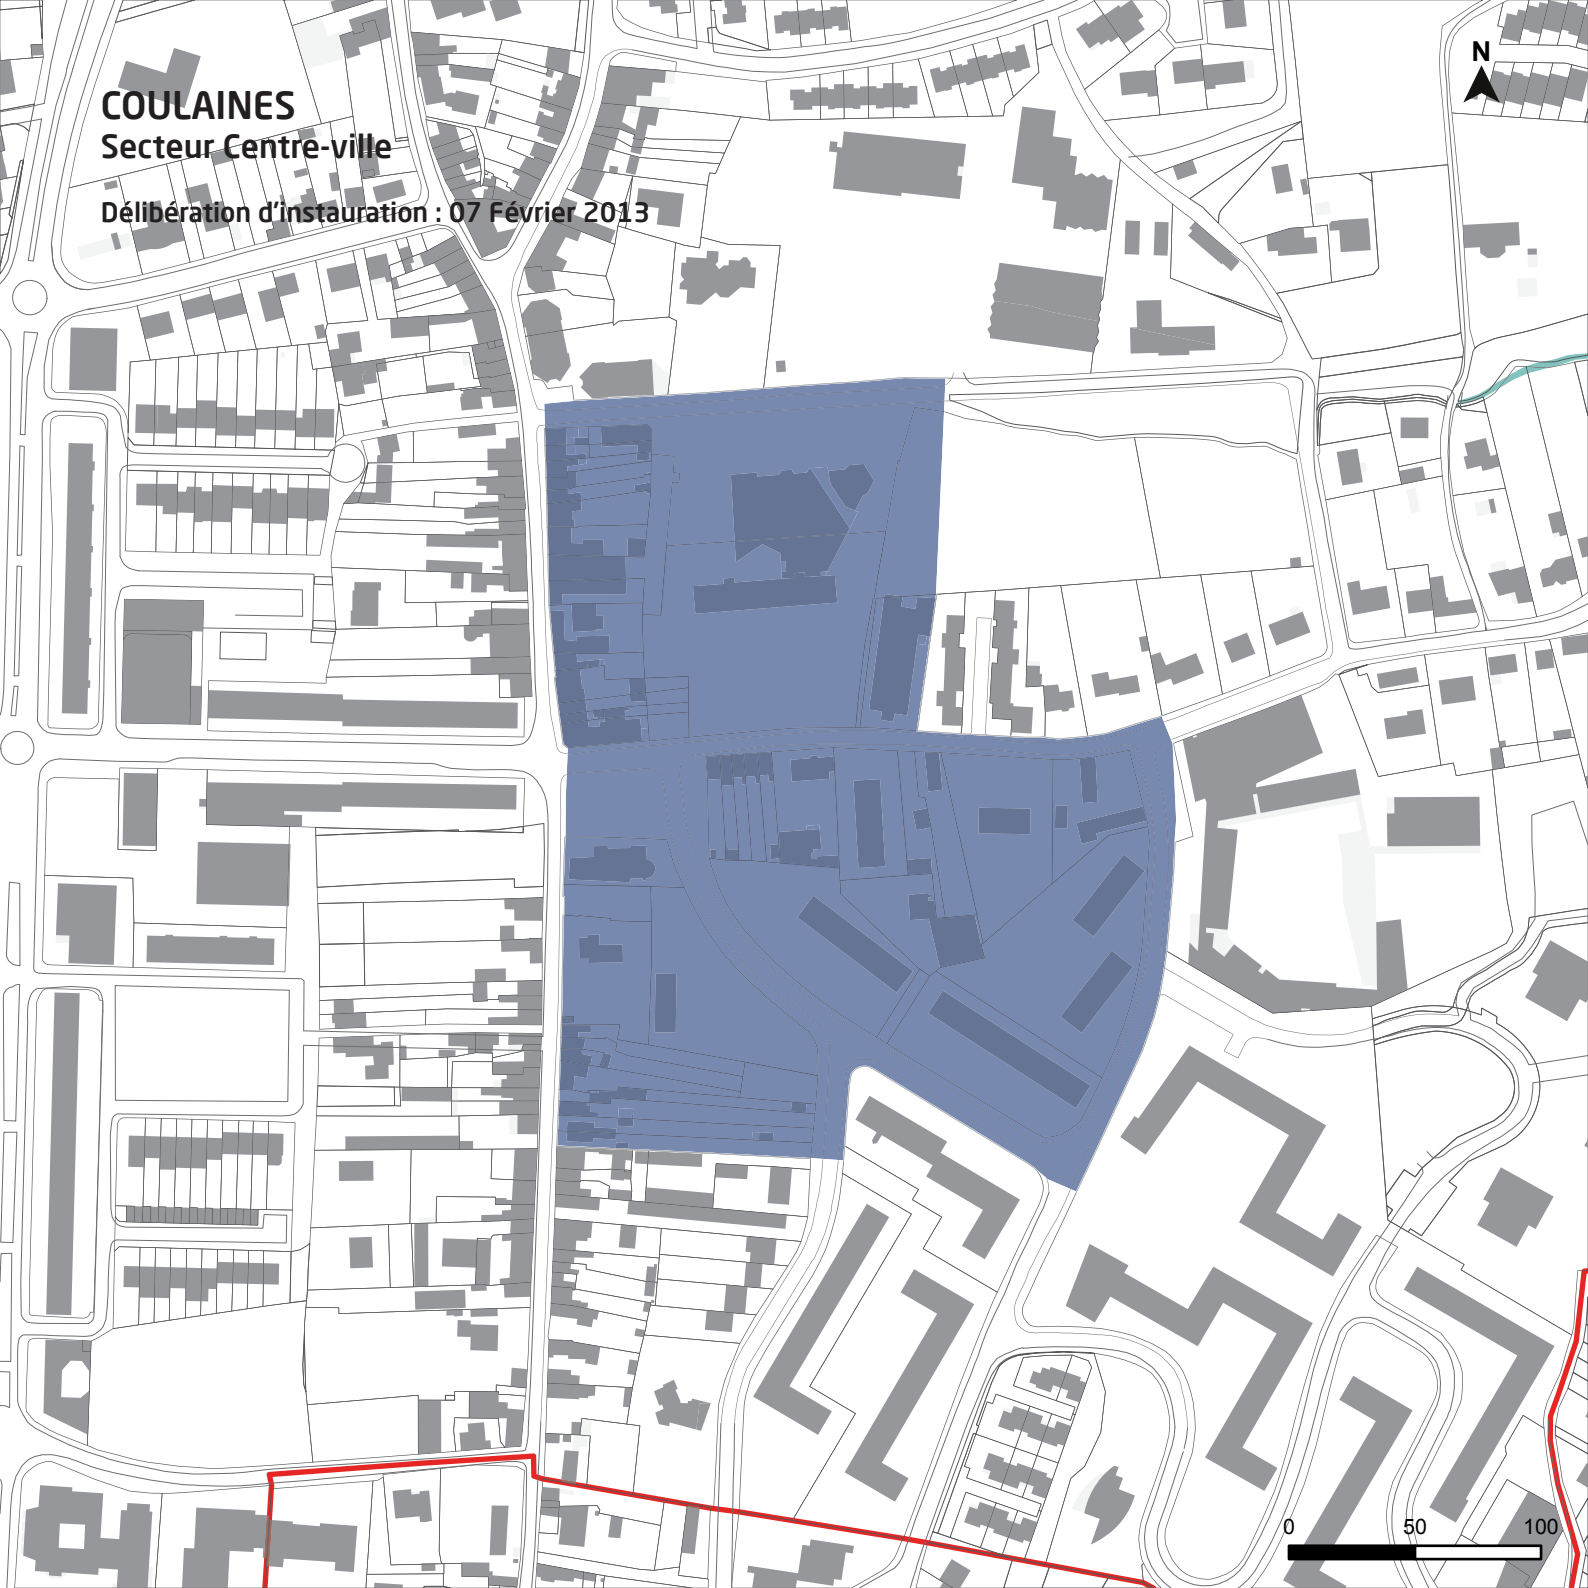 COULAINES
Secteur Centre-ville
Délibération d'instauration : 07 Février 2013
N
0 50 100